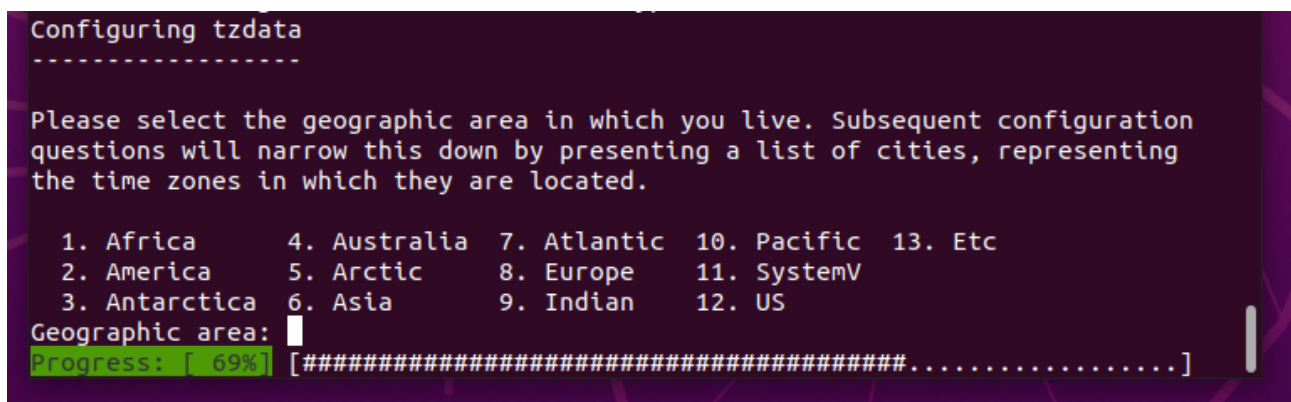 Configuring tzdata
------------------
Please select the geographic area in which you live. Subsequent configuration
questions will narrow this down by presenting a list of cities, representing
the time zones in which they are located.
1. Africa 4. Australia 7. Atlantic 10. Pacific 13. Etc
2. America 5. Arctic 8. Europe 11. SystemV
3. Antarctica 6. Asia 9. Indian 12. US
Geographic area:
Progress: [ 69%] [########################################..................]